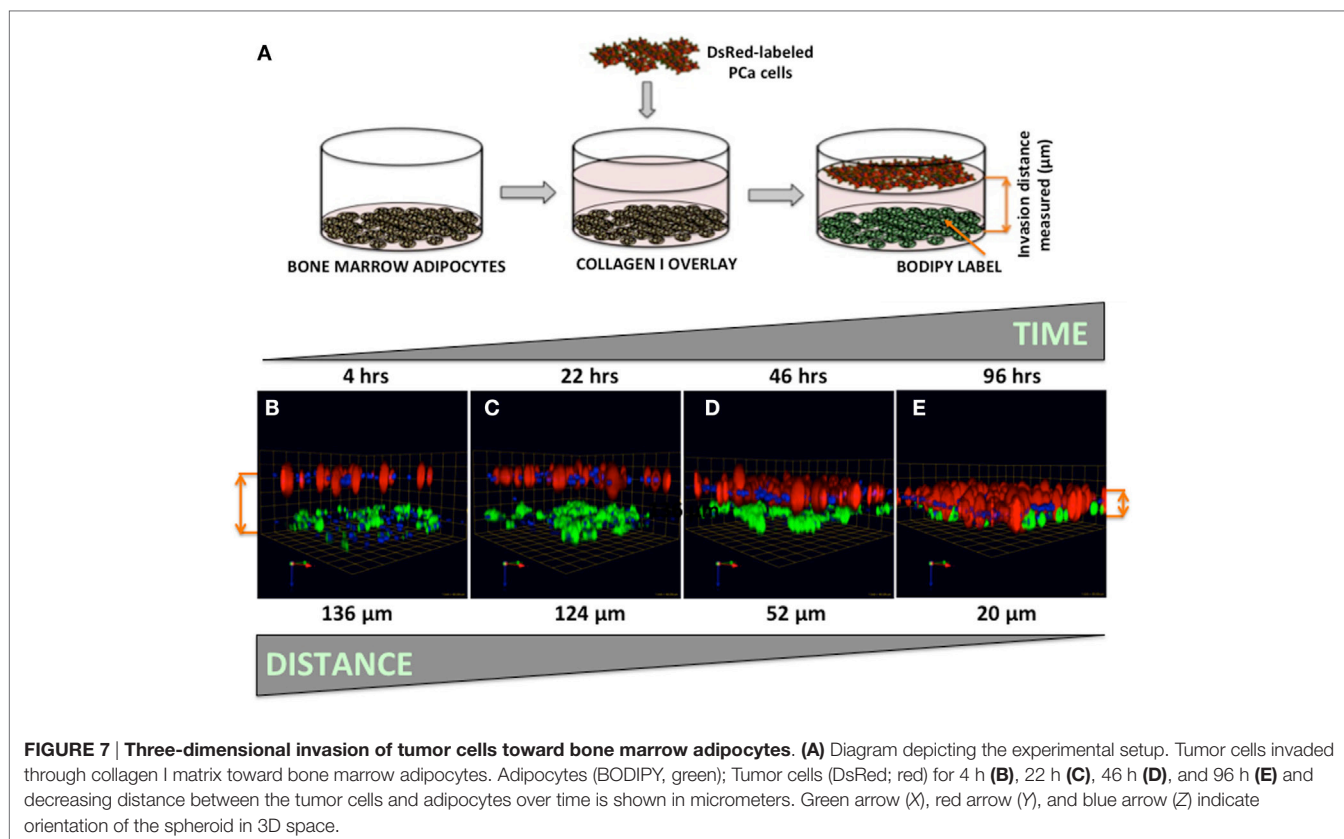 A
DsRed-labeled
PCa cells
BONE MARROW ADIPOCYTES
COLLAGEN I OVERLAY
BODIPY LABEL
Invasion distance
measured (µm)
TIME
4 hrs
22 hrs
46 hrs
96 hrs
B
C
D
E
136 µm
124 µm
52 µm
20 µm
DISTANCE
FIGURE 7 | Three-dimensional invasion of tumor cells toward bone marrow adipocytes. (A) Diagram depicting the experimental setup. Tumor cells invaded
through collagen I matrix toward bone marrow adipocytes. Adipocytes (BODIPY, green); Tumor cells (DsRed; red) for 4 h (B), 22 h (C), 46 h (D), and 96 h (E) and
decreasing distance between the tumor cells and adipocytes over time is shown in micrometers. Green arrow (X), red arrow (Y), and blue arrow (Z) indicate
orientation of the spheroid in 3D space.